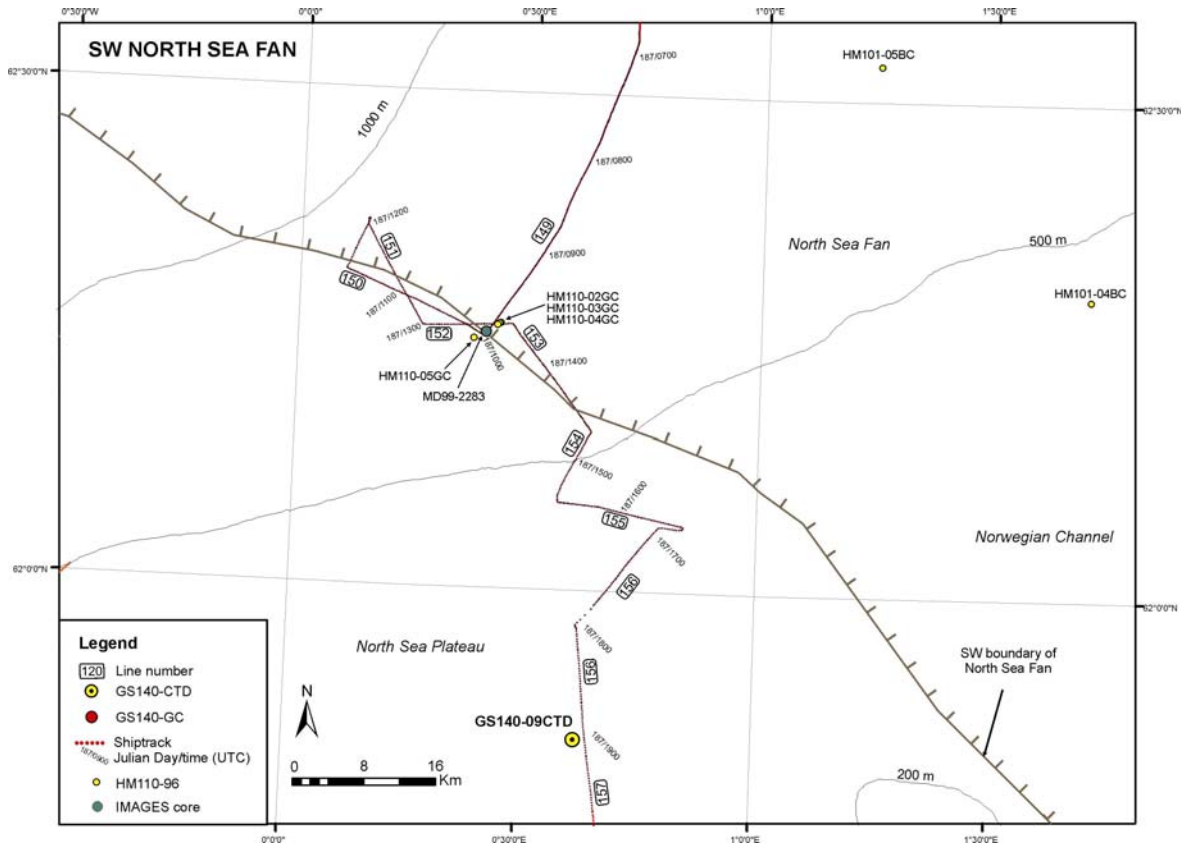 0°30'0"W
0°0'0"
0°30'0"E
1°0'0"E
1°30'0"E
SW NORTH SEA FAN
187/0700
HM101-05BC
62°30'0"N
62°30'0"N
1000 m
187/0800
187/1200
149
151
North Sea Fan
500 m
187/0900
150
HM101-04BC
187/1100
HM110-02GC
HM110-03GC
HM110-04GC
187/1300
152
153
187/1000
187/1400
HM110-05GC
MD99-2283
154
187/1500
187/1600
155
Norwegian Channel
187/1700
62°0'0"N
156
62°0'0"N
187/1800
North Sea Plateau
SW boundary of
North Sea Fan
156
Legend
120 Line number
GS140-CTD
GS140-GC
Shiptrack
187/0900 Julian Day/time (UTC)
HM110-96
IMAGES core
N
0 8 16
Km
GS140-09CTD
187/1900
157
200 m
0°0'0"
0°30'0"E
1°0'0"E
1°30'0"E